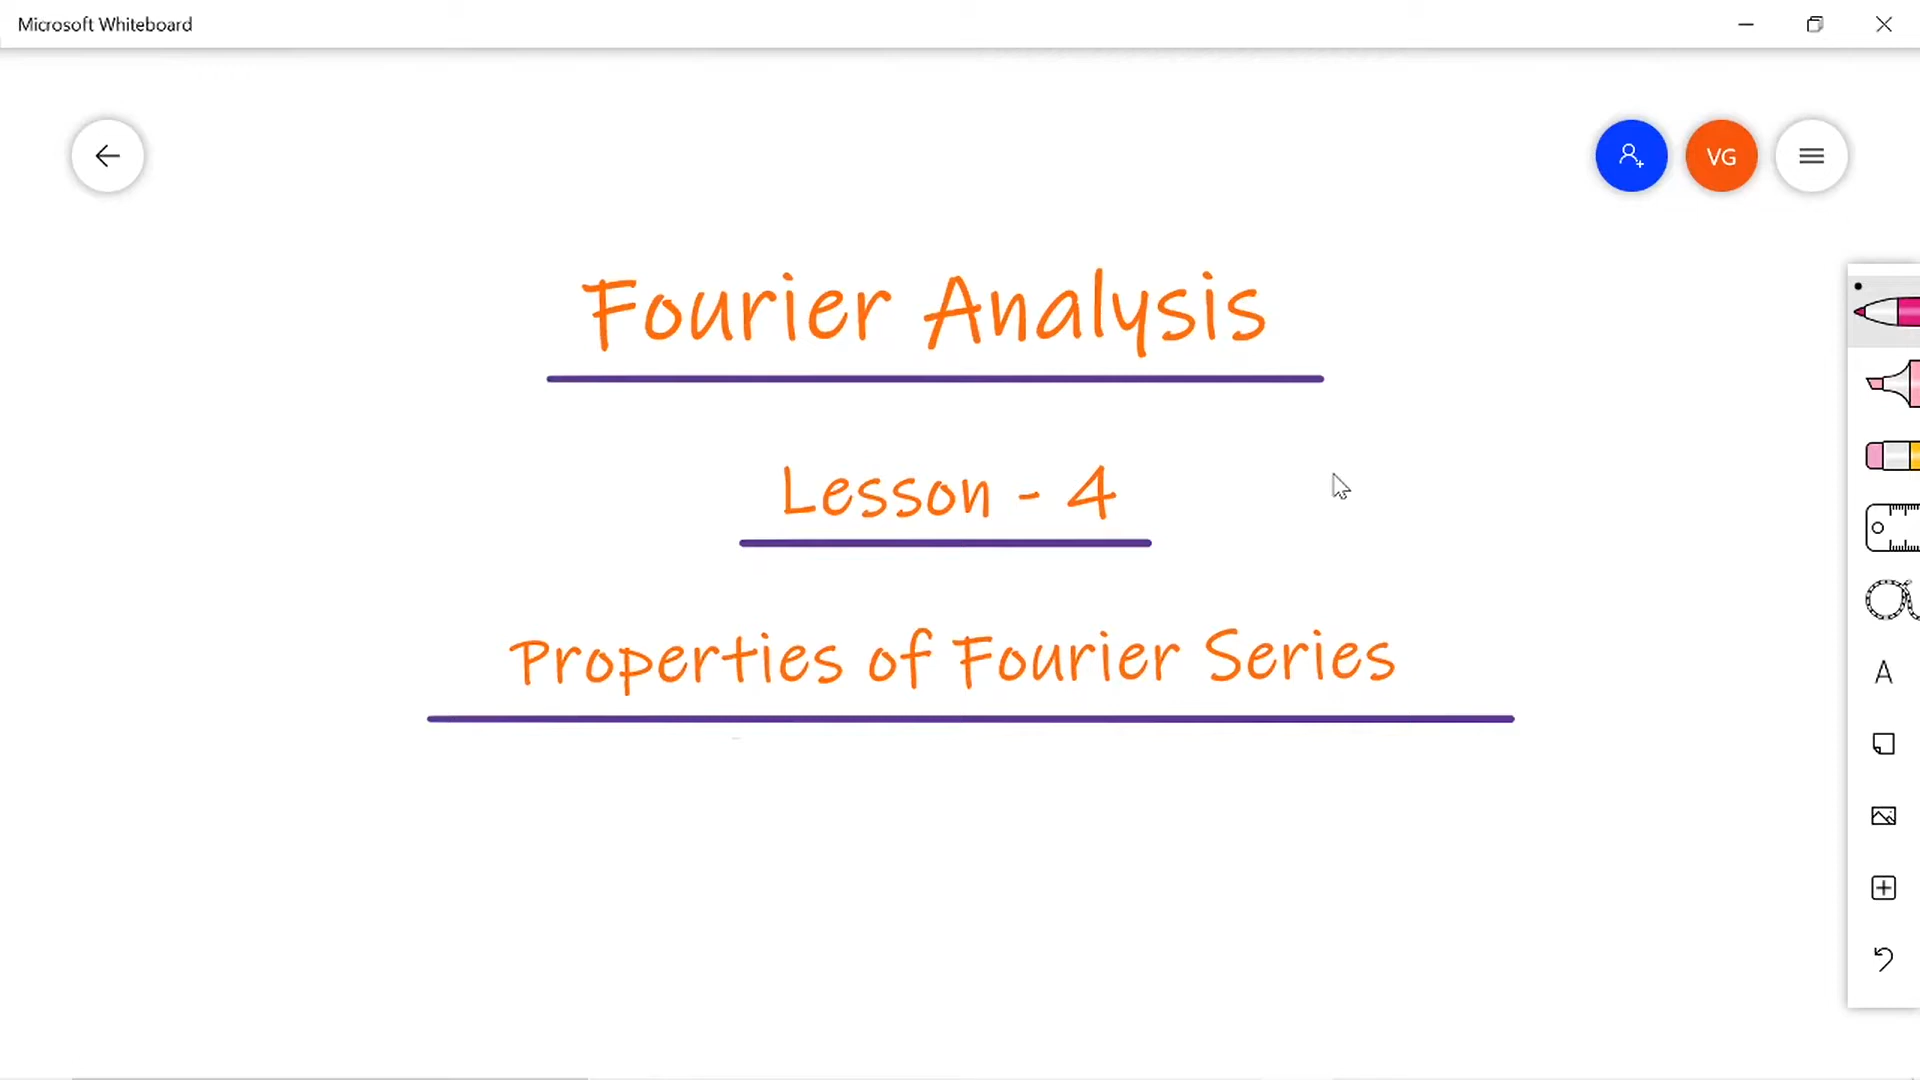 Microsoft Whiteboard
VG
Fourier Analysis
Lesson - 4
Properties of Fourier Series
A